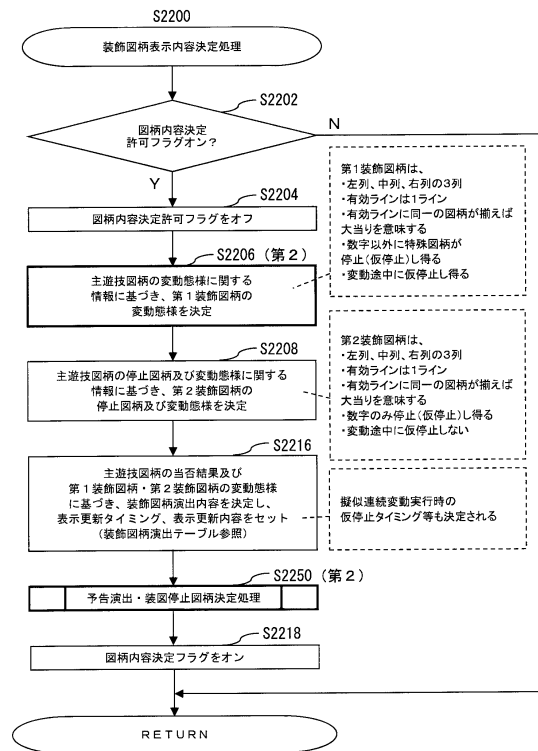 S2200
装飾図柄表示内容決定処理
S2202
図柄内容決定
許可フラグオン？
N
Y
S2204
図柄内容決定許可フラグをオフ
第1装飾図柄は、
・左列、中列、右列の3列
・有効ラインは1ライン
・有効ラインに同一の図柄が揃えば
大当りを意味する
・数字以外に特殊図柄が
停止(仮停止)し得る
・変動途中に仮停止し得る
S2206(第2)
主遊技図柄の変動態様に関する
情報に基づき、第1装飾図柄の
変動態様を決定
S2208
主遊技図柄の停止図柄及び変動態様に関する
情報に基づき、第2装飾図柄の
停止図柄及び変動態様を決定
第2装飾図柄は、
・左列、中列、右列の3列
・有効ラインは1ライン
・有効ラインに同一の図柄が揃えば
大当りを意味する
・数字のみ停止(仮停止)し得る
・変動途中に仮停止しない
S2216
主遊技図柄の当否結果及び
第1装飾図柄・第2装飾図柄の変動態様
に基づき、装飾図柄演出内容を決定し、
表示更新タイミング、表示更新内容をセット
(装飾図柄演出テーブル参照)
擬似連続変動実行時の
仮停止タイミング等も決定される
S2250(第2)
予告演出・装図停止図柄決定処理
S2218
図柄内容決定フラグをオン
RETURN